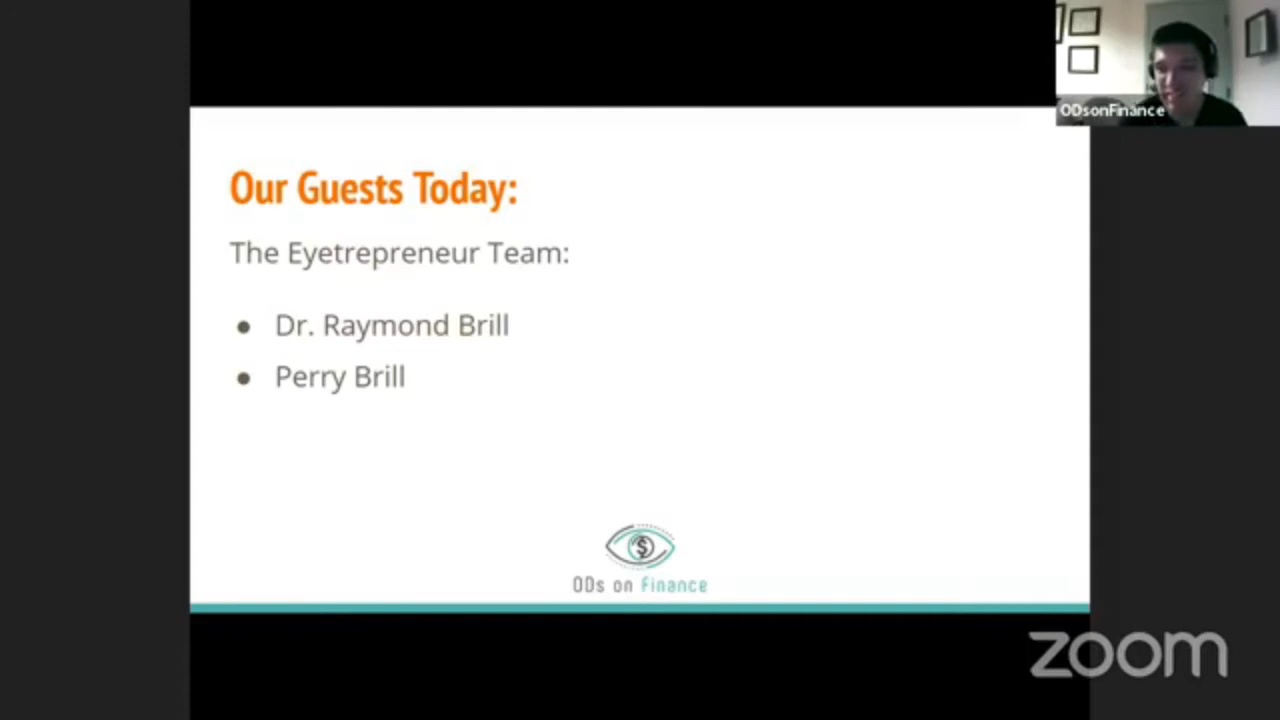 ODsonFinance
Our Guests Today:
The Eyetrepreneur Team:
● Dr. Raymond Brill
● Perry Brill
$
ODs on Finance
zoom